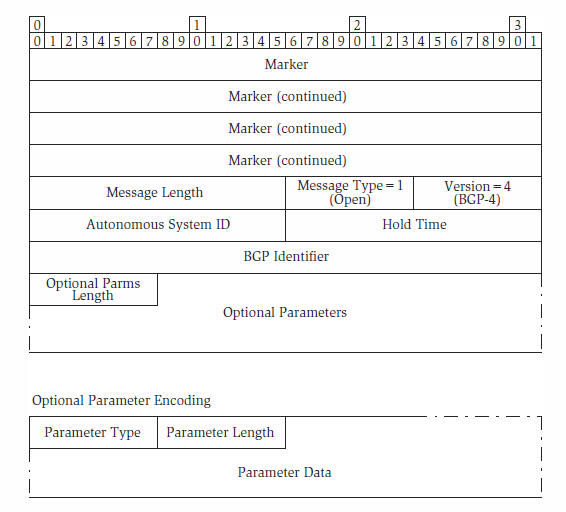 0 1 2 3
0 1 2 3 4 5 6 7 8 9 0 1 2 3 4 5 6 7 8 9 0 1 2 3 4 5 6 7 8 9 0 1
Marker
Marker (continued)
Marker (continued)
Marker (continued)
Message Length
Message Type = 1
(Open)
Version = 4
(BGP-4)
Autonomous System ID
Hold Time
BGP Identifier
Optional Parms
Length
Optional Parameters
Optional Parameter Encoding
Parameter Type
Parameter Length
Parameter Data